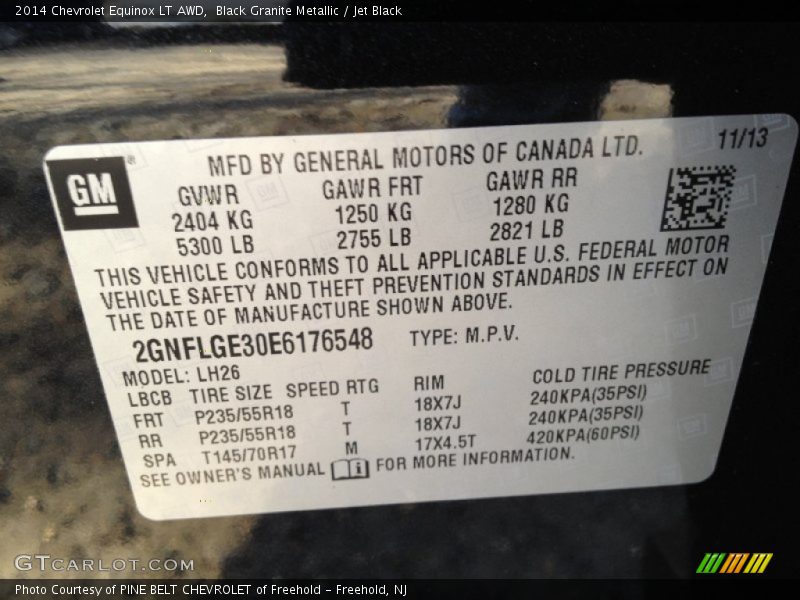 2014 Chevrolet Equinox LT AWD, Black Granite Metallic / Jet Black
11/13
GM®
MFD BY GENERAL MOTORS OF CANADA LTD.
GVWR GAWR FRT GAWR RR
2404 KG 1250 KG 1280 KG
5300 LB 2755 LB 2821 LB
THIS VEHICLE CONFORMS TO ALL APPLICABLE U.S. FEDERAL MOTOR
VEHICLE SAFETY AND THEFT PREVENTION STANDARDS IN EFFECT ON
THE DATE OF MANUFACTURE SHOWN ABOVE.
2GNFLGE30E6176548 TYPE: M.P.V.
MODEL: LH26
LBCB TIRE SIZE SPEED RTG RIM COLD TIRE PRESSURE
FRT P235/55R18 T 18X7J 240KPA(35PSI)
RR P235/55R18 T 18X7J 240KPA(35PSI)
SPA T145/70R17 M 17X4.5T 420KPA(60PSI)
SEE OWNER'S MANUAL FOR MORE INFORMATION.
GTCARLOT.COM
Photo Courtesy of PINE BELT CHEVROLET of Freehold - Freehold, NJ